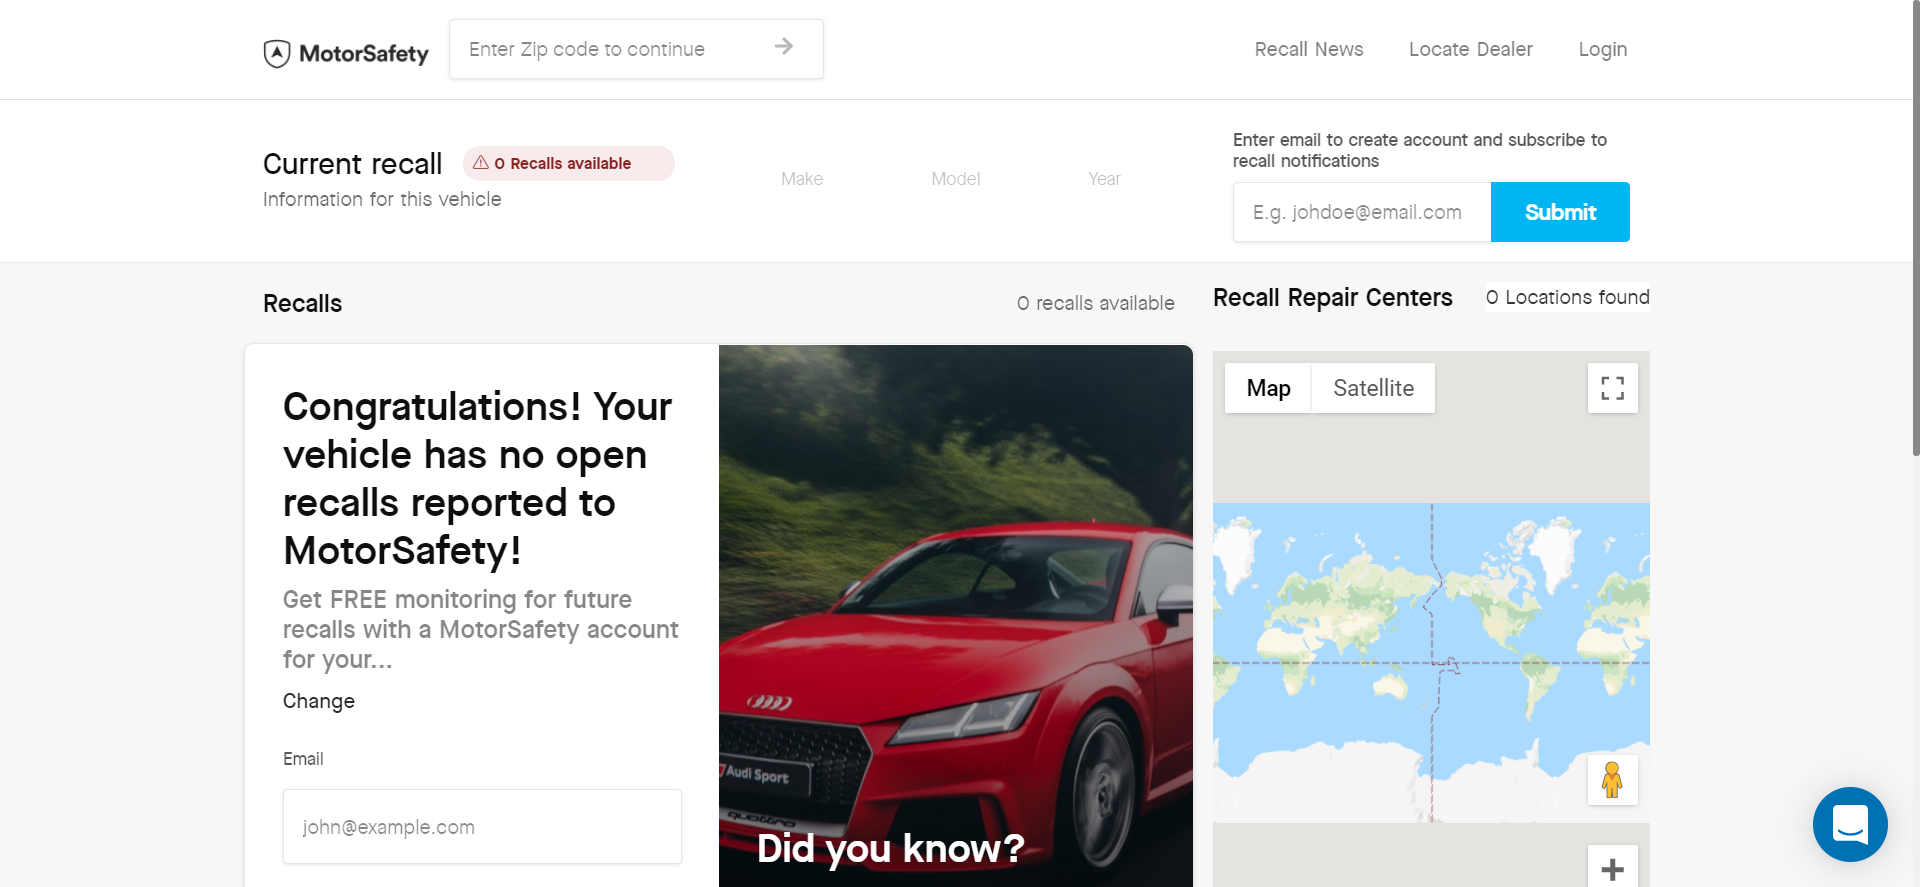 MotorSafety
Enter Zip code to continue
Recall News
Locate Dealer
Login
Current recall
0 Recalls available
Information for this vehicle
Make
Model
Year
Enter email to create account and subscribe to
recall notifications
E.g. johdoe@email.com
Submit
Recalls
0 recalls available
Recall Repair Centers
0 Locations found
Congratulations! Your
vehicle has no open
recalls reported to
MotorSafety!
Get FREE monitoring for future
recalls with a MotorSafety account
for your...
Change
Email
john@example.com
Audi Sport
quattro
Did you know?
Map
Satellite